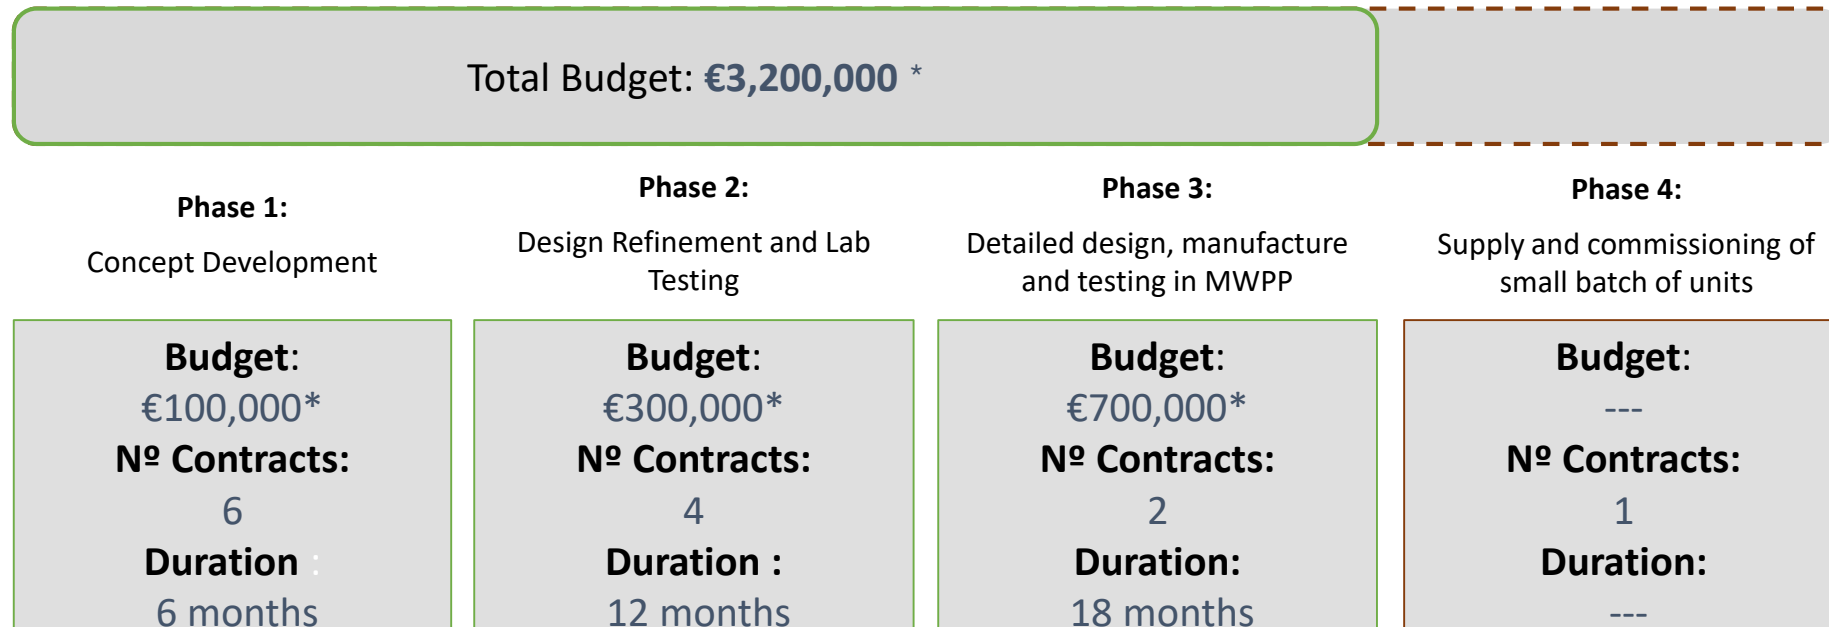 Total Budget: €3,200,000 *
Phase 1:
Concept Development
Budget:
€100,000*
Nº Contracts:
6
Duration :
6 months
Phase 2:
Design Refinement and Lab
Testing
Budget:
€300,000*
Nº Contracts:
4
Duration :
12 months
Phase 3:
Detailed design, manufacture
and testing in MWPP
Budget:
€700,000*
Nº Contracts:
2
Duration:
18 months
Phase 4:
Supply and commissioning of
small batch of units
Budget:
---
Nº Contracts:
1
Duration:
---